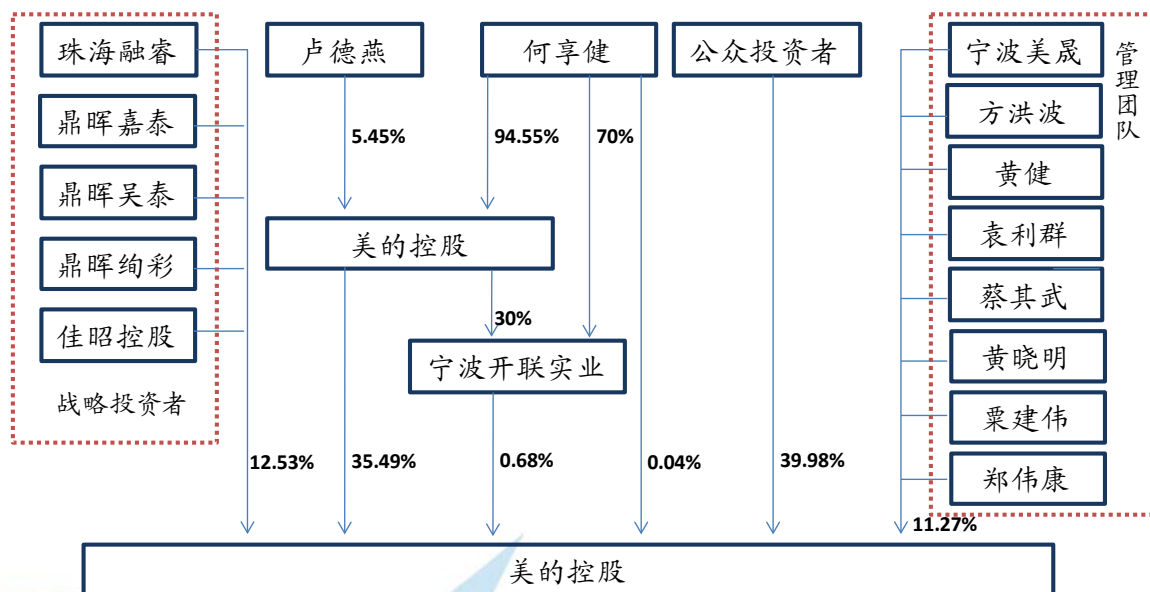 珠海融睿
卢德燕
何享健
公众投资者
宁波美晟
管理团队
鼎晖嘉泰
方洪波
5.45%
94.55%
70%
鼎晖吴泰
黄健
美的控股
袁利群
鼎晖绚彩
蔡其武
30%
佳昭控股
宁波开联实业
黄晓明
战略投资者
粟建伟
12.53%
35.49%
0.68%
0.04%
39.98%
郑伟康
11.27%
美的控股